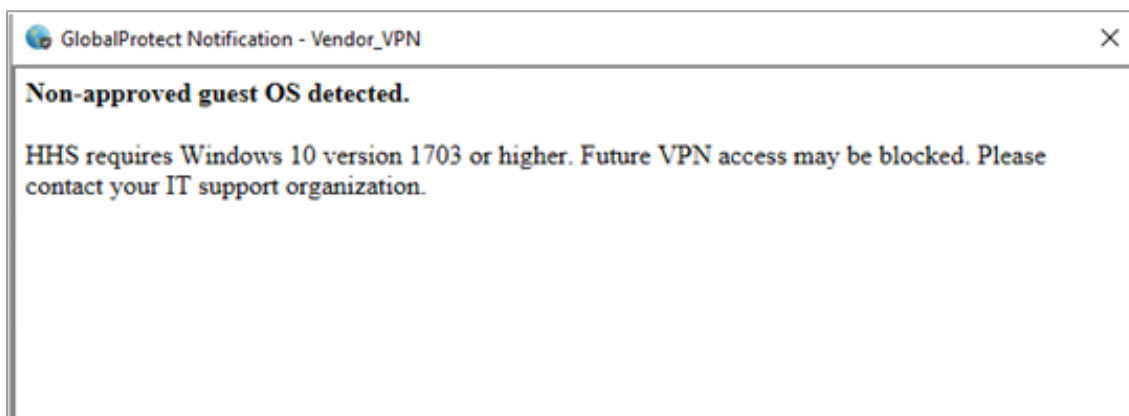 GlobalProtect Notification - Vendor_VPN
Non-approved guest OS detected.
HHS requires Windows 10 version 1703 or higher. Future VPN access may be blocked. Please
contact your IT support organization.